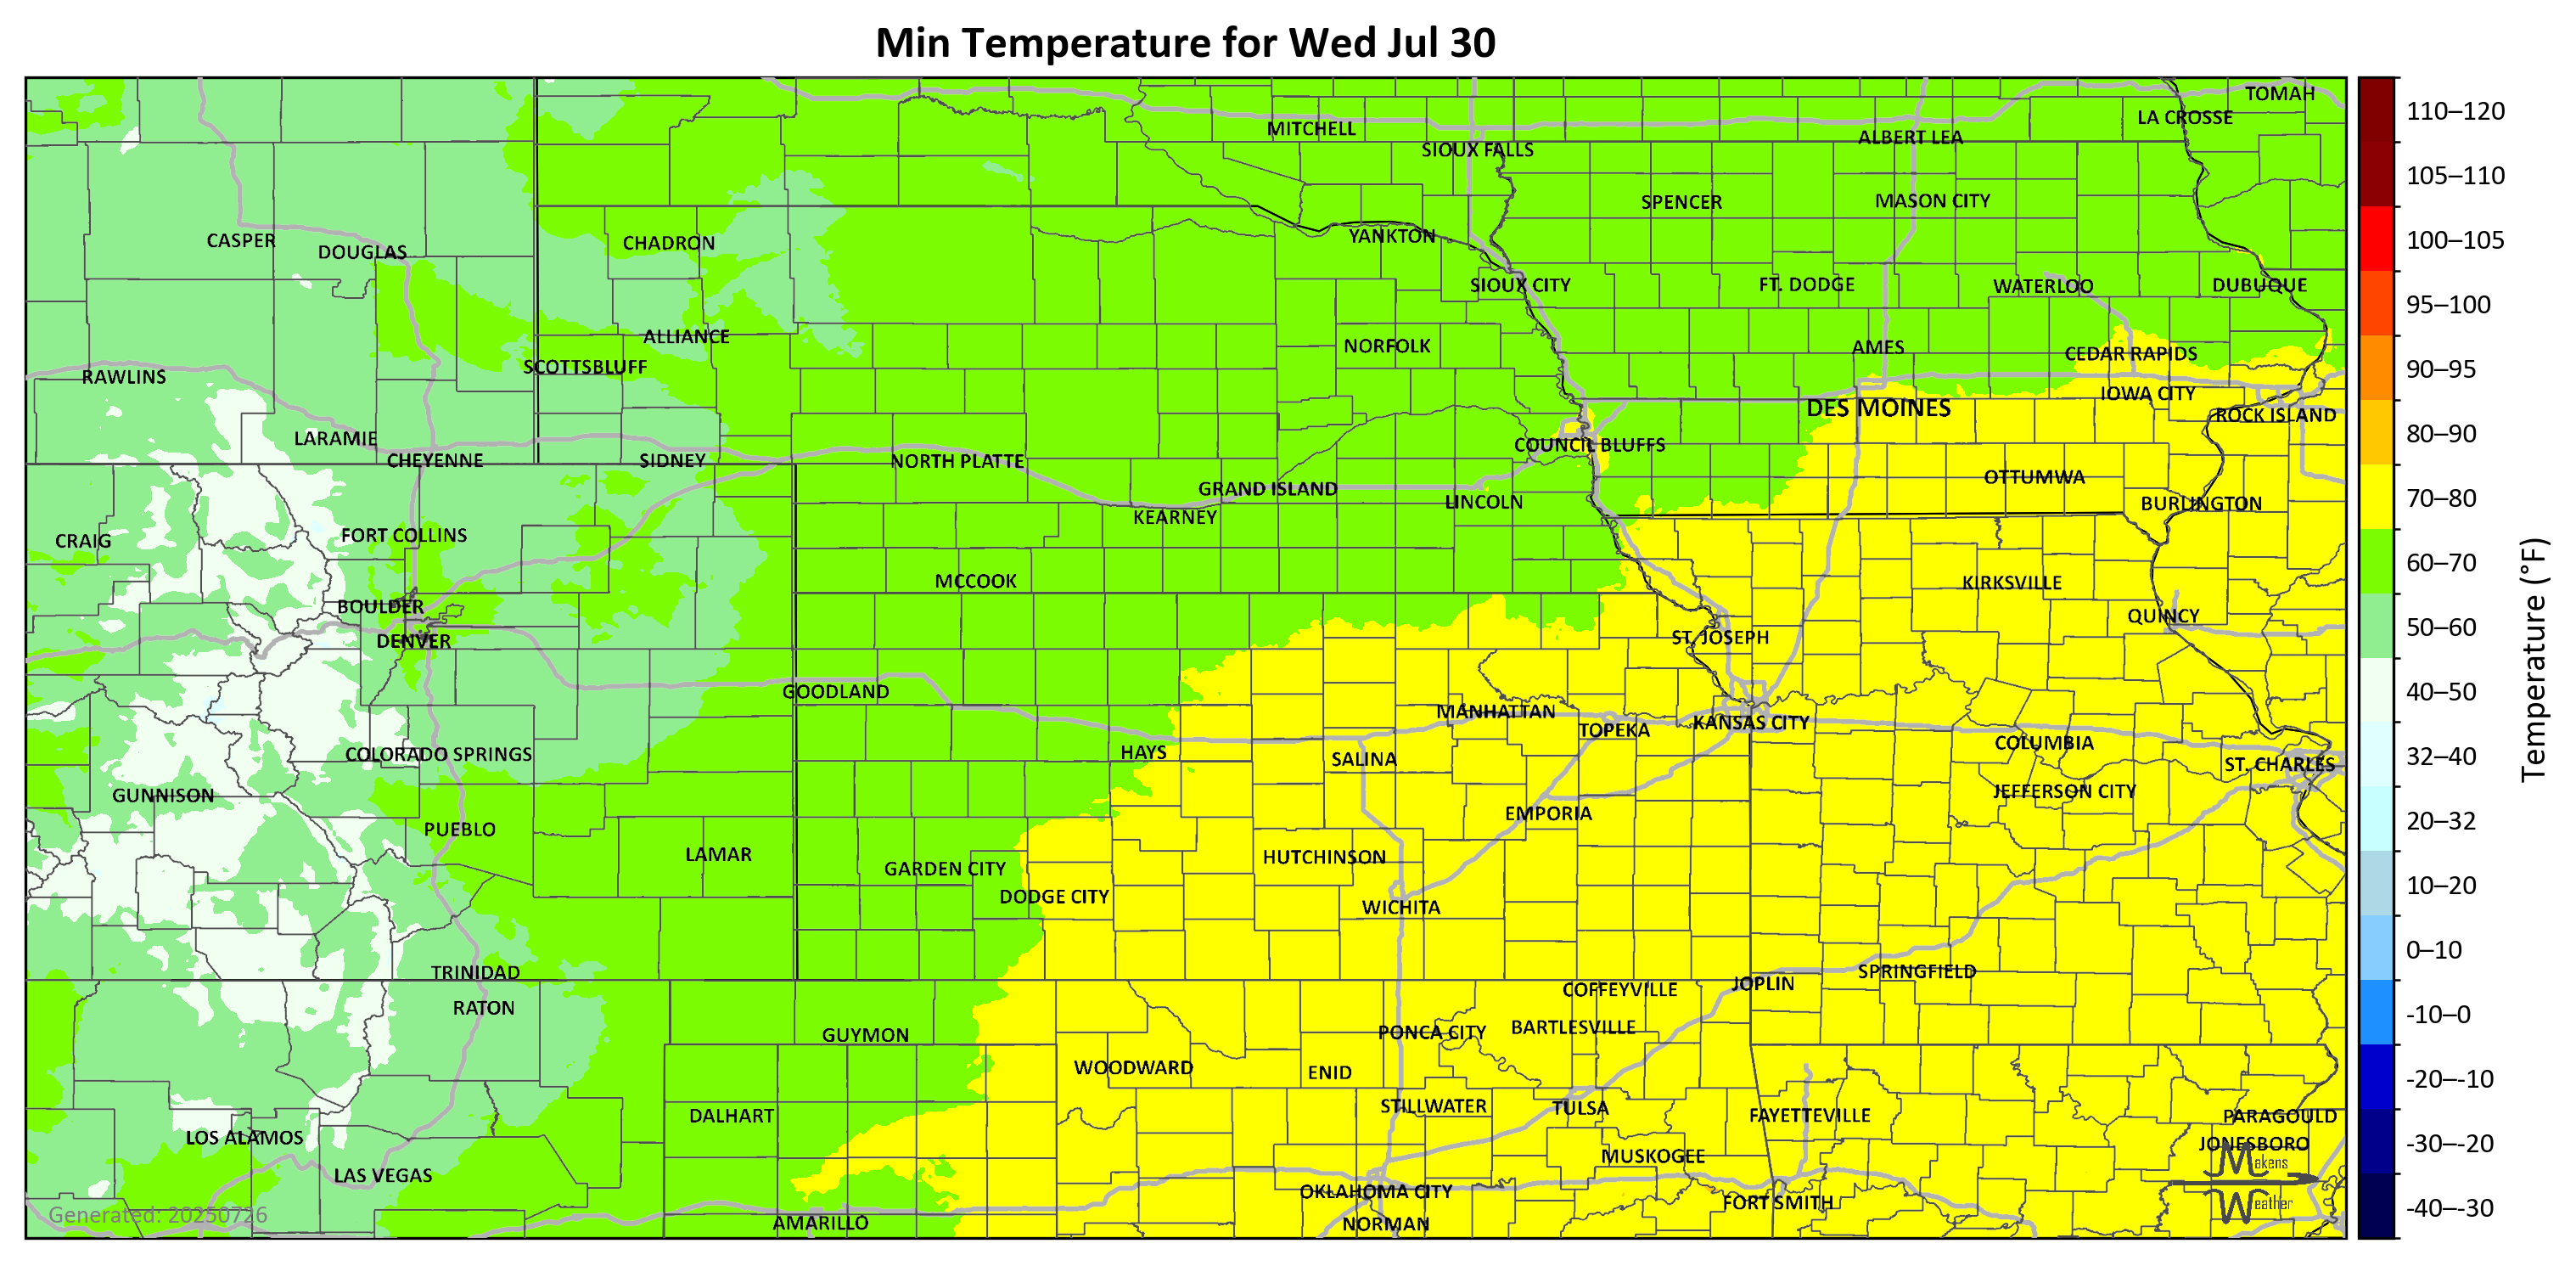 Min Temperature for Wed Jul 30
TOMAH
LA CROSSE
MITCHELL
ALBERT LEA
SIOUX FALLS
SPENCER
MASON CITY
CASPER
DOUGLAS
CHADRON
YANKTON
SIOUX CITY
FT. DODGE
WATERLOO
DUBUQUE
ALLIANCE
NORFOLK
AMES
CEDAR RAPIDS
SCOTTSBLUFF
RAWLINS
IOWA CITY
DES MOINES
ROCK ISLAND
LARAMIE
COUNCIL BLUFFS
CHEYENNE
SIDNEY
NORTH PLATTE
OTTUMWA
GRAND ISLAND
LINCOLN
BURLINGTON
KEARNEY
FORT COLLINS
CRAIG
MCCOOK
KIRKSVILLE
BOULDER
QUINCY
DENVER
ST. JOSEPH
GOODLAND
MANHATTAN
KANSAS CITY
TOPEKA
COLUMBIA
HAYS
COLORADO SPRINGS
SALINA
ST. CHARLES
JEFFERSON CITY
GUNNISON
EMPORIA
PUEBLO
LAMAR
HUTCHINSON
GARDEN CITY
DODGE CITY
WICHITA
TRINIDAD
SPRINGFIELD
JOPLIN
COFFEYVILLE
RATON
BARTLESVILLE
PONCA CITY
GUYMON
WOODWARD
ENID
STILLWATER
TULSA
DALHART
FAYETTEVILLE
PARAGOULD
LOS ALAMOS
JONESBORO
MUSKOGEE
LAS VEGAS
OKLAHOMA CITY
FORT SMITH
AMARILLO
NORMAN
Makens
Weather
Generated: 20250726
110–120
105–110
100–105
95–100
90–95
80–90
70–80
60–70
50–60
40–50
32–40
20–32
10–20
0–10
-10–0
-20–-10
-30–-20
-40–-30
Temperature (°F)